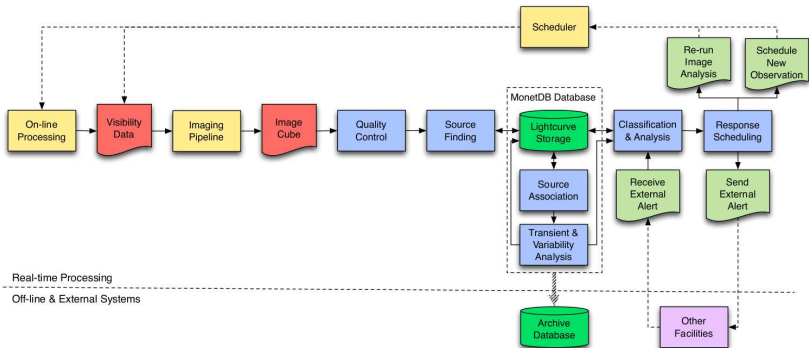 Scheduler
Re-run
Image
Analysis
Schedule
New
Observation
MonetDB Database
On-line
Processing
Visibility
Data
Imaging
Pipeline
Image
Cube
Quality
Control
Source
Finding
Lightcurve
Storage
Classification
& Analysis
Response
Scheduling
Source
Association
Receive
External
Alert
Send
External
Alert
Transient &
Variability
Analysis
Real-time Processing
Off-line & External Systems
Archive
Database
Other
Facilities